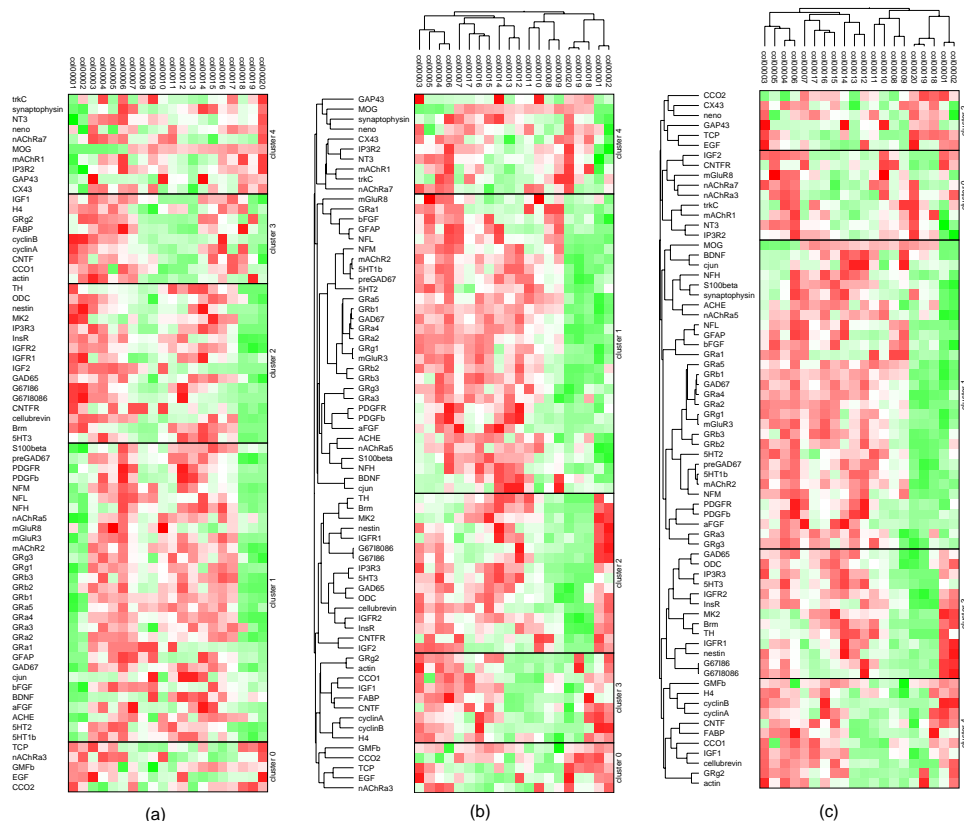 col00001
col00002
col00003
col00004
col00005
col00006
col00007
col00008
col00009
col00010
col00011
col00012
col00013
col00014
col00015
col00016
col00017
col00018
col00019
col00020
trkC
synaptophysin
NT3
neno
nAChRa7
MOG
mAChR1
IP3R2
GAP43
CX43
IGF1
H4
GRg2
FABP
cyclinB
cyclinA
CNTF
CCO1
actin
TH
ODC
nestin
MK2
IP3R3
InsR
IGFR2
IGFR1
IGF2
GAD65
G67I86
G67I8086
CNTFR
cellubrevin
Brm
5HT3
S100beta
preGAD67
PDGFR
PDGFb
NFM
NFL
NFH
nAChRa5
mGluR8
mGluR3
mAChR2
GRg3
GRg1
GRb3
GRb2
GRb1
GRa5
GRa4
GRa3
GRa2
GRa1
GFAP
GAD67
cjun
bFGF
BDNF
aFGF
ACHE
5HT2
5HT1b
TCP
nAChRa3
GMFb
EGF
CCO2
cluster 4
cluster 3
cluster 2
cluster 1
cluster 0
(a)
GAP43
MOG
synaptophysin
neno
CX43
IP3R2
NT3
mAChR1
trkC
nAChRa7
mGluR8
GRa1
bFGF
GFAP
NFL
NFM
mAChR2
5HT1b
preGAD67
5HT2
GRa5
GRb1
GAD67
GRa4
GRa2
GRg1
mGluR3
GRb2
GRb3
GRg3
GRa3
PDGFR
PDGFb
aFGF
ACHE
nAChRa5
S100beta
NFH
BDNF
cjun
TH
Brm
MK2
nestin
IGFR1
G67I8086
G67I86
IP3R3
5HT3
GAD65
ODC
cellubrevin
IGFR2
InsR
CNTFR
IGF2
GRg2
actin
CCO1
IGF1
FABP
CNTF
cyclinA
cyclinB
H4
GMFb
CCO2
TCP
EGF
nAChRa3
cluster 4
cluster 1
cluster 2
cluster 3
cluster 0
(b)
CCO2
CX43
neno
GAP43
TCP
EGF
IGF2
CNTFR
mGluR8
nAChRa7
nAChRa3
trkC
mAChR1
NT3
IP3R2
MOG
BDNF
cjun
NFH
S100beta
synaptophysin
ACHE
nAChRa5
NFL
GFAP
bFGF
GRa1
GRa5
GRb1
GAD67
GRa4
GRa2
GRg1
mGluR3
GRb3
GRb2
5HT2
preGAD67
5HT1b
mAChR2
NFM
PDGFR
PDGFb
aFGF
GRa3
GRg3
GAD65
ODC
IP3R3
5HT3
IGFR2
InsR
MK2
Brm
TH
IGFR1
nestin
G67I86
G67I8086
GMFb
H4
cyclinB
cyclinA
CNTF
FABP
CCO1
IGF1
cellubrevin
GRg2
actin
(c)